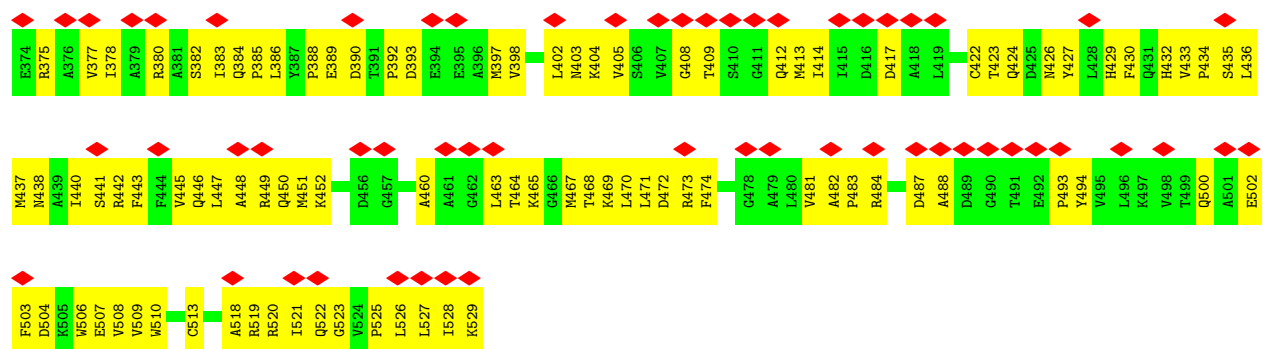 E374 R375 A376 V377 I378 A379 R380 A381 S382 I383 Q384 P385 L386 Y387 P388 E389 D390 T391 P392 D393 E394 E395 A396 M397 V398 L402 N403 K404 V405 S406 V407 G408 T409 S410 G411 Q412 M413 I414 I415 D416 D417 A418 L419 C422 T423 Q424 D425 N426 Y427 L428 H429 F430 Q431 H432 V433 P434 S435 L436
M437 N438 A439 I440 S441 R442 F443 F444 V445 Q446 L447 A448 R449 Q450 M451 K452 D456 G457 A460 A461 G462 L463 T464 K465 G466 M467 T468 K469 L470 L471 D472 R473 F474 G478 A479 L480 V481 A482 P483 R484 D487 A488 D489 G490 T491 E492 P493 Y494 V495 L496 K497 V498 T499 Q500 A501 E502
F503 D504 K505 W506 E507 V508 V509 W510 C513 A518 R519 R520 I521 Q522 G523 V524 P525 L526 L527 I528 K529